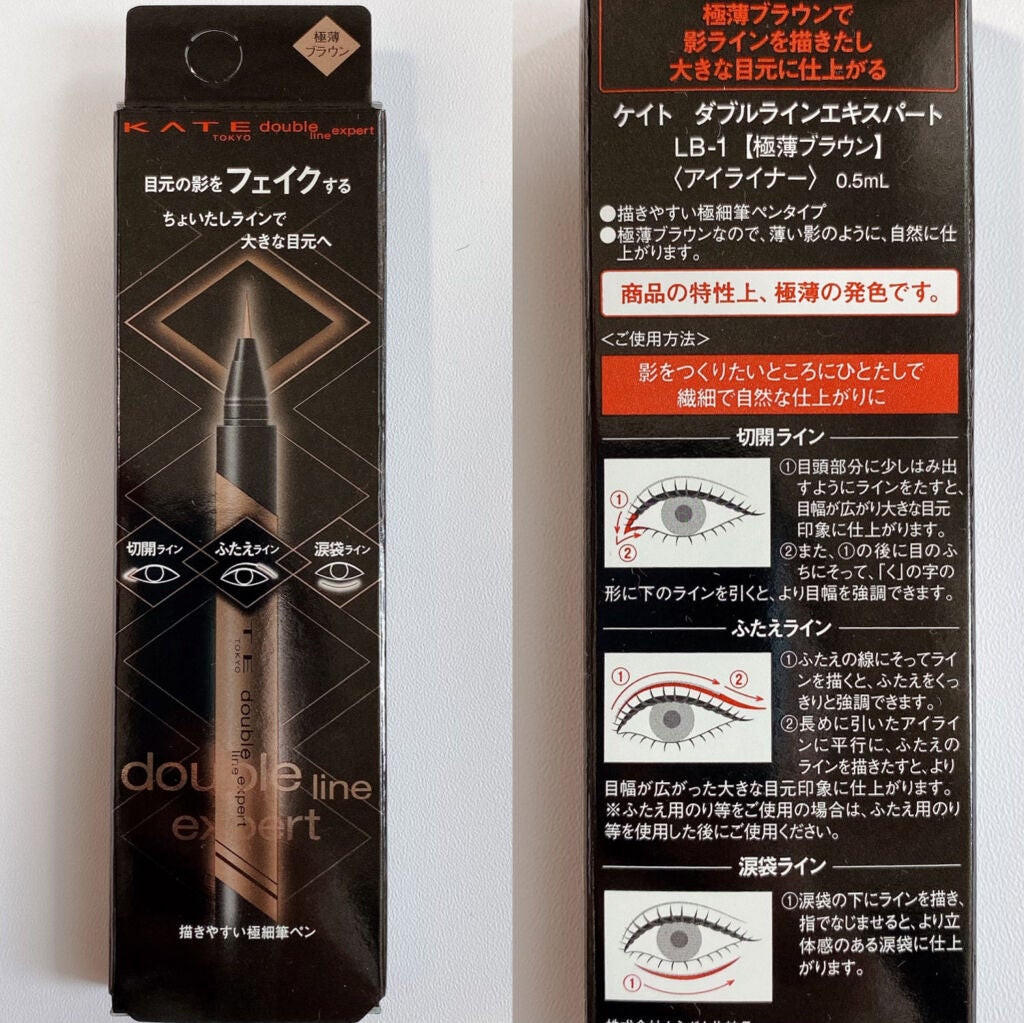 極薄
ブラウン
KATE double
TOKYO line expert
目元の影をフェイクする
ちょいたしラインで
大きな目元へ
切開ライン ふたえライン 涙袋ライン
TE
TOKYO
double
line expert
double line
expert
描きやすい極細筆ペン
極薄ブラウンで
影ラインを描きたし
大きな目元に仕上がる
ケイト ダブルラインエキスパート
LB-1【極薄ブラウン】
〈アイライナー〉 0.5mL
●描きやすい極細筆ペンタイプ
●極薄ブラウンなので、薄い影のように、自然に仕
上がります。
商品の特性上、極薄の発色です。
<ご使用方法>
影をつくりたいところにひとたしで
繊細で自然な仕上がりに
切開ライン
① ②
①目頭部分に少しはみ出
すようにラインをたすと、
目幅が広がり大きな目元
印象に仕上がります。
②また、①の後に目のふ
ちにそって、「く」の字の
形に下のラインを引くと、より目幅を強調できます。
ふたえライン
① ②
①ふたえの線にそってライ
ンを描くと、ふたえをくっ
きりと強調できます。
②長めに引いたアイライ
ンに平行に、ふたえの
ラインを描きたすと、より
目幅が広がった大きな目元印象に仕上がります。
※ふたえ用のり等をご使用の場合は、ふたえ用のり
等を使用した後にご使用ください。
涙袋ライン
①
①涙袋の下にラインを描き、
指でなじませると、より立
体感のある涙袋に仕上
がります。